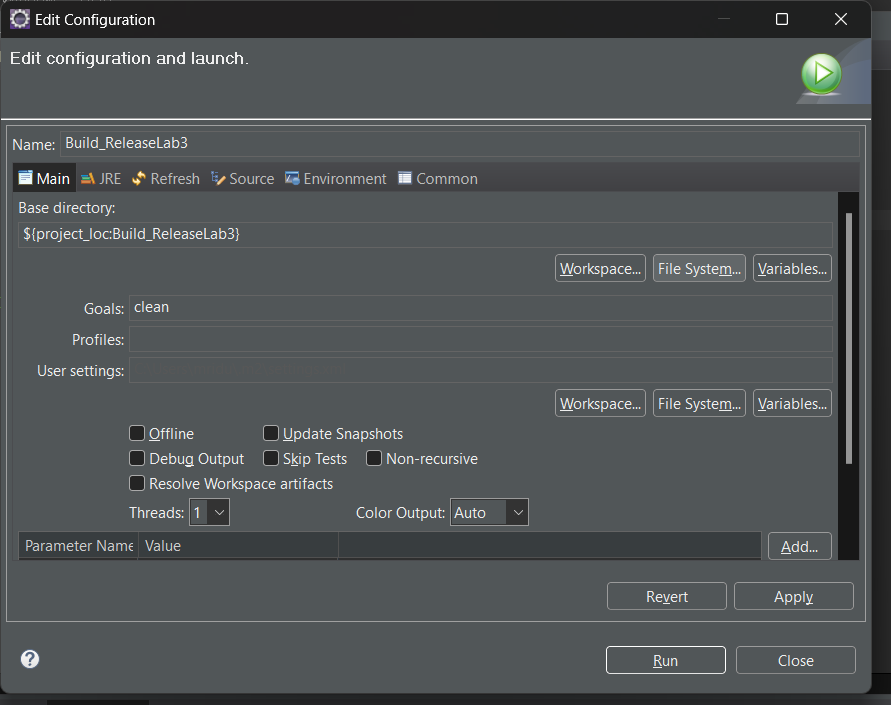 Edit Configuration
Edit configuration and launch.
Name: Build_ReleaseLab3
Main JRE Refresh Source Environment Common
Base directory:
${project_loc:Build_ReleaseLab3}
Workspace... File System... Variables...
Goals: clean
Profiles:
User settings:
Workspace... File System... Variables...
Offline Update Snapshots
Debug Output Skip Tests Non-recursive
Resolve Workspace artifacts
Threads: 1 Color Output: Auto
Parameter Name Value Add...
Revert Apply
Run Close